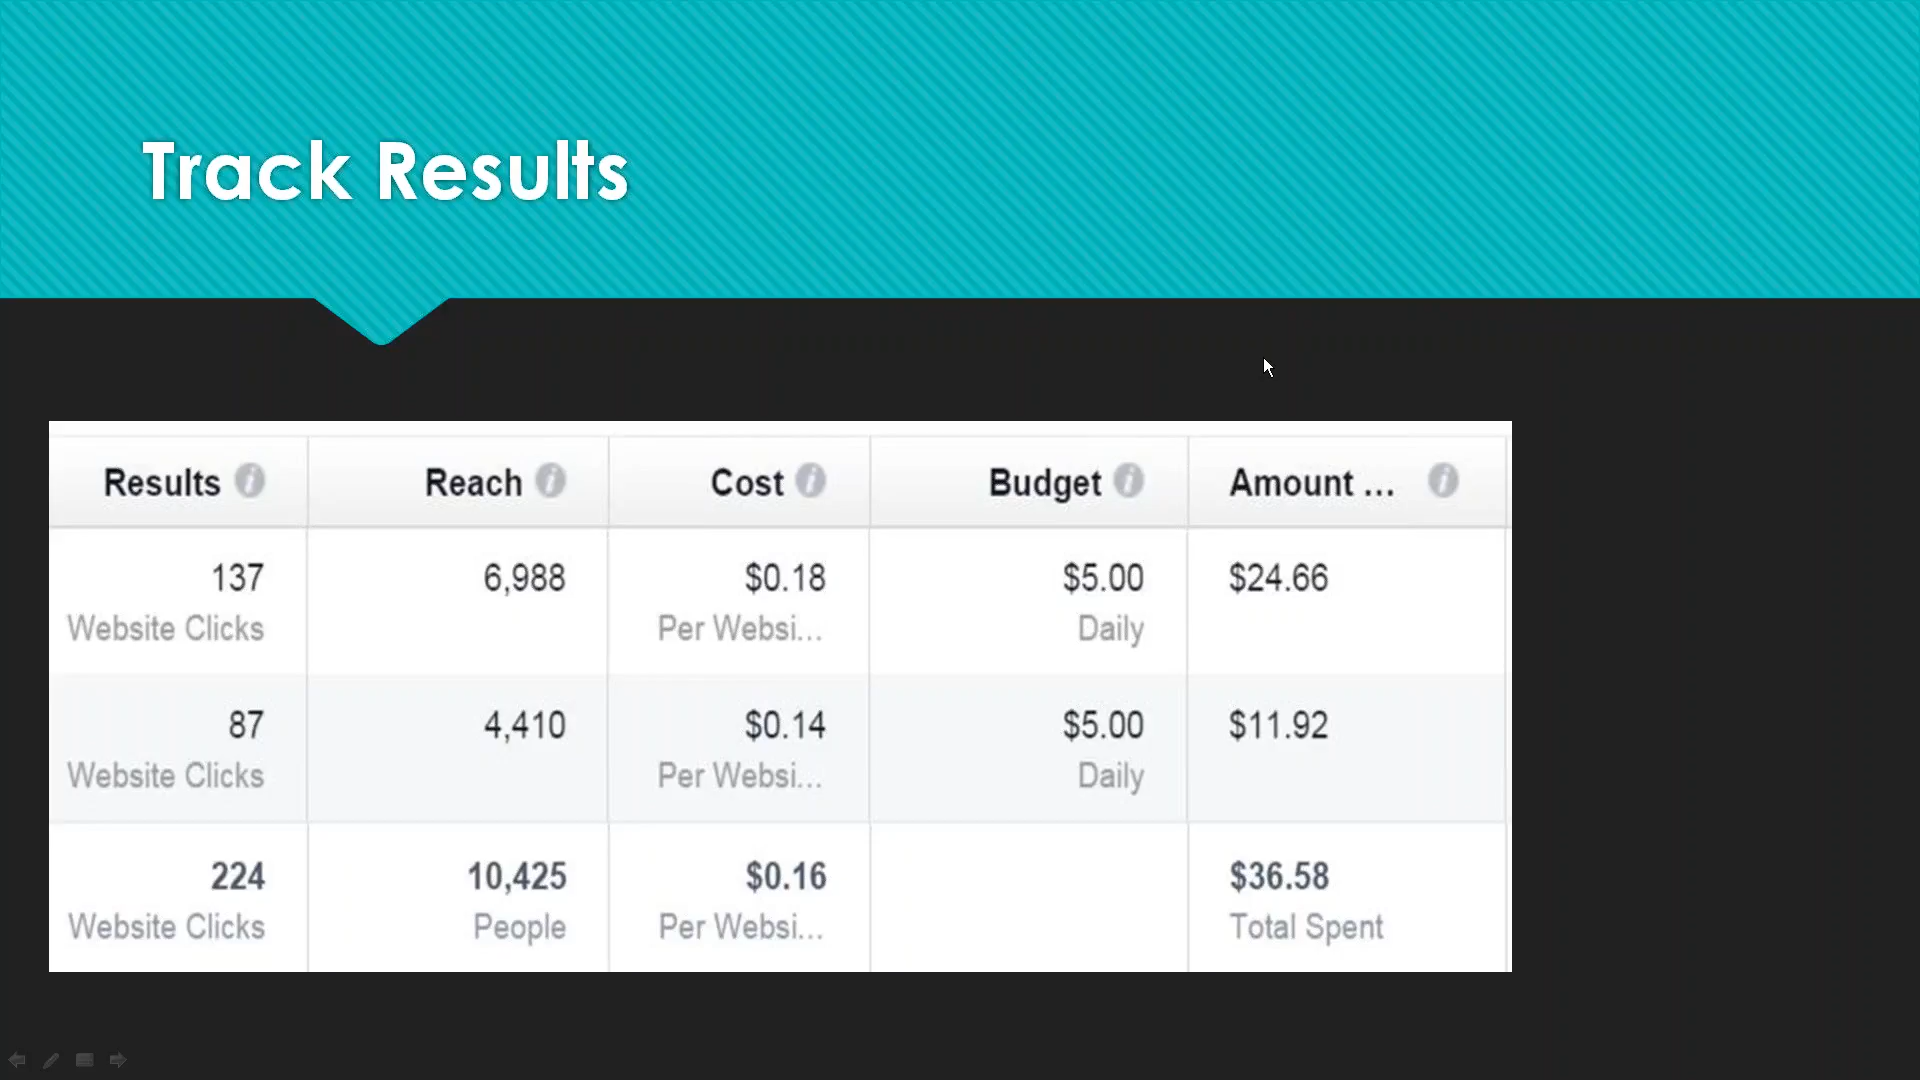 Track Results
Results Reach Cost Budget Amount ...
137 6,988 $0.18 $5.00 $24.66
Website Clicks Per Websi... Daily
87 4,410 $0.14 $5.00 $11.92
Website Clicks Per Websi... Daily
224 10,425 $0.16 $36.58
Website Clicks People Per Websi... Total Spent